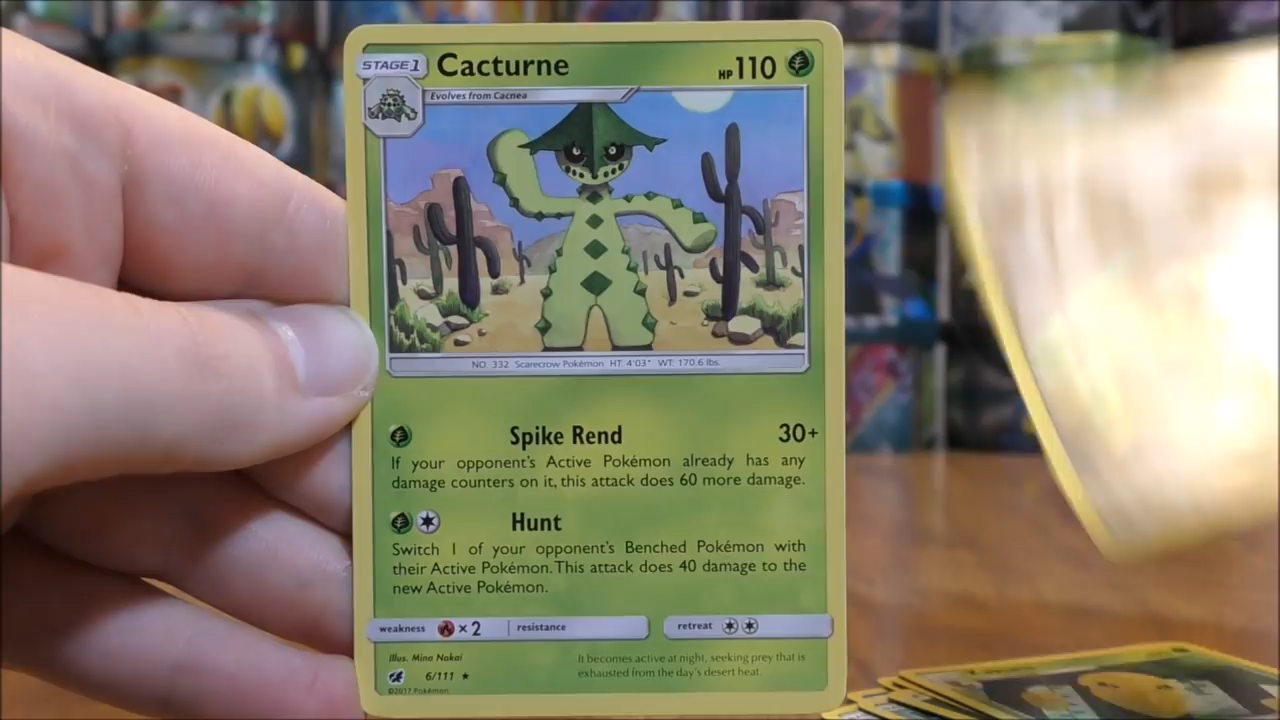 STAGE 1 Cacturne HP 110
Evolves from Cacnea
NO. 332 Scarecrow Pokémon HT: 4'03" WT: 170.6 lbs.
Spike Rend 30+
If your opponent's Active Pokémon already has any
damage counters on it, this attack does 60 more damage.
Hunt
Switch 1 of your opponent's Benched Pokémon with
their Active Pokémon. This attack does 40 damage to the
new Active Pokémon.
weakness ×2 resistance retreat
Illus. Mina Nakai
It becomes active at night, seeking prey that is
exhausted from the day's desert heat.
6/111 ★
©2017 Pokémon